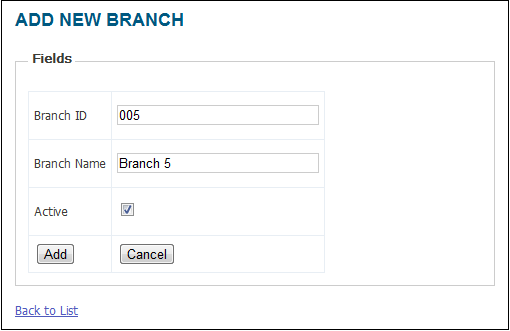 ADD NEW BRANCH
Fields
Branch ID 005
Branch Name Branch 5
Active
Add Cancel
Back to List